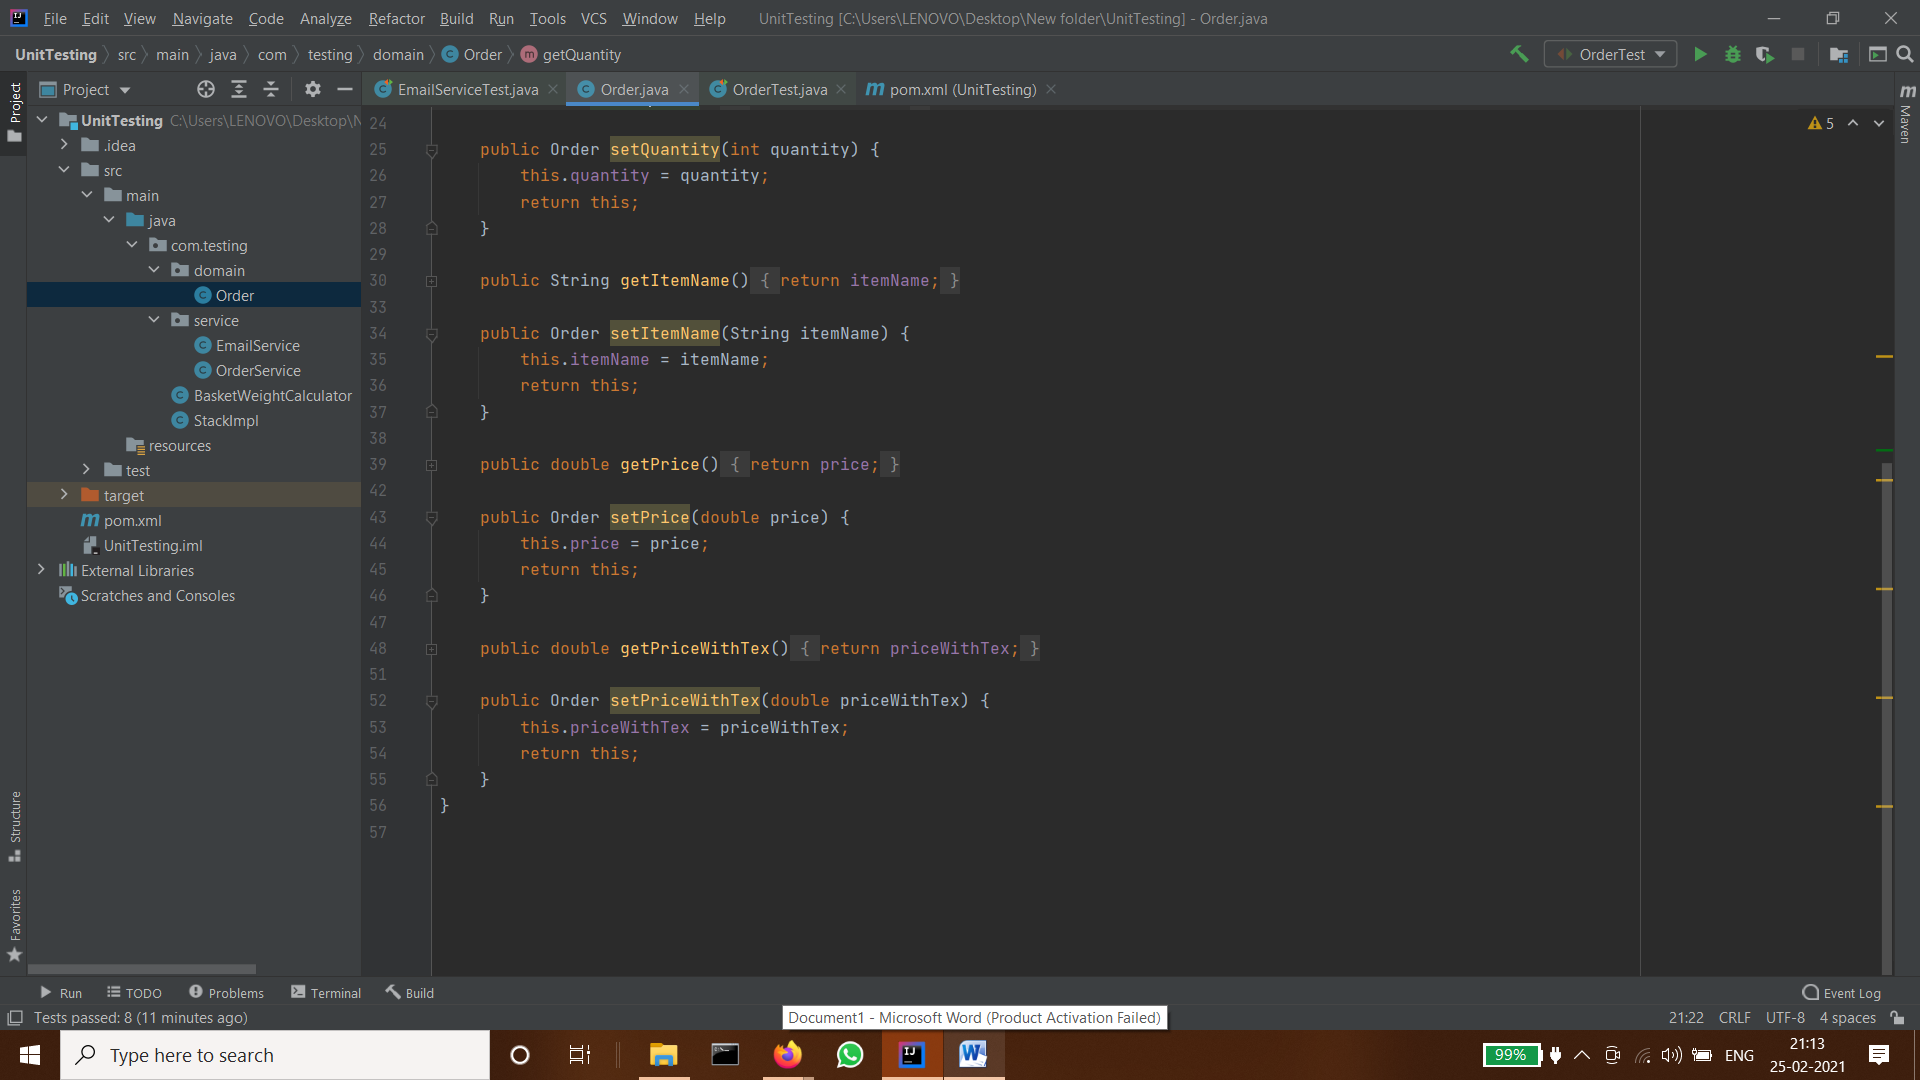 File Edit View Navigate Code Analyze Refactor Build Run Tools VCS Window Help UnitTesting [C:\Users\LENOVO\Desktop\New folder\UnitTesting] - Order.java
UnitTesting src main java com testing domain Order getQuantity OrderTest
Project EmailServiceTest.java Order.java OrderTest.java pom.xml (UnitTesting)
Project
Maven
Structure
Favorites
UnitTesting C:\Users\LENOVO\Desktop\N
.idea
src
main
java
com.testing
domain
Order
service
EmailService
OrderService
BasketWeightCalculator
StackImpl
resources
test
target
pom.xml
UnitTesting.iml
External Libraries
Scratches and Consoles
5
24
25 public Order setQuantity(int quantity) {
26 this.quantity = quantity;
27 return this;
28 }
29
30 public String getItemName() { return itemName; }
33
34 public Order setItemName(String itemName) {
35 this.itemName = itemName;
36 return this;
37 }
38
39 public double getPrice() { return price; }
42
43 public Order setPrice(double price) {
44 this.price = price;
45 return this;
46 }
47
48 public double getPriceWithTex() { return priceWithTex; }
51
52 public Order setPriceWithTex(double priceWithTex) {
53 this.priceWithTex = priceWithTex;
54 return this;
55 }
56 }
57
Run TODO Problems Terminal Build Event Log
Tests passed: 8 (11 minutes ago) Document1 - Microsoft Word (Product Activation Failed) 21:22 CRLF UTF-8 4 spaces
Type here to search 99% ENG 21:13
25-02-2021